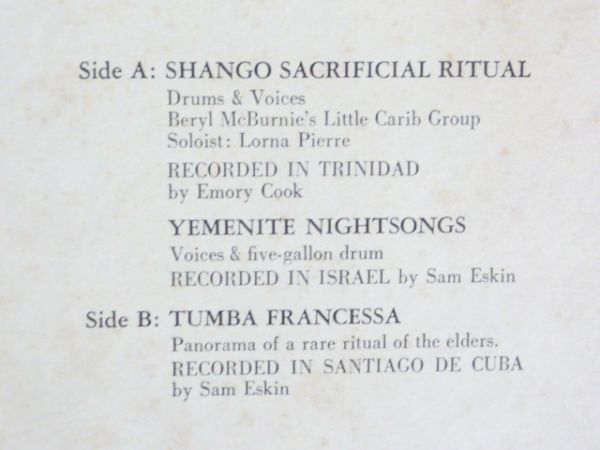 Side A: SHANGO SACRIFICIAL RITUAL
Drums & Voices
Beryl McBurnie's Little Carib Group
Soloist: Lorna Pierre
RECORDED IN TRINIDAD
by Emory Cook
YEMENITE NIGHTSONGS
Voices & five-gallon drum
RECORDED IN ISRAEL by Sam Eskin
Side B: TUMBA FRANCESSA
Panorama of a rare ritual of the elders.
RECORDED IN SANTIAGO DE CUBA
by Sam Eskin